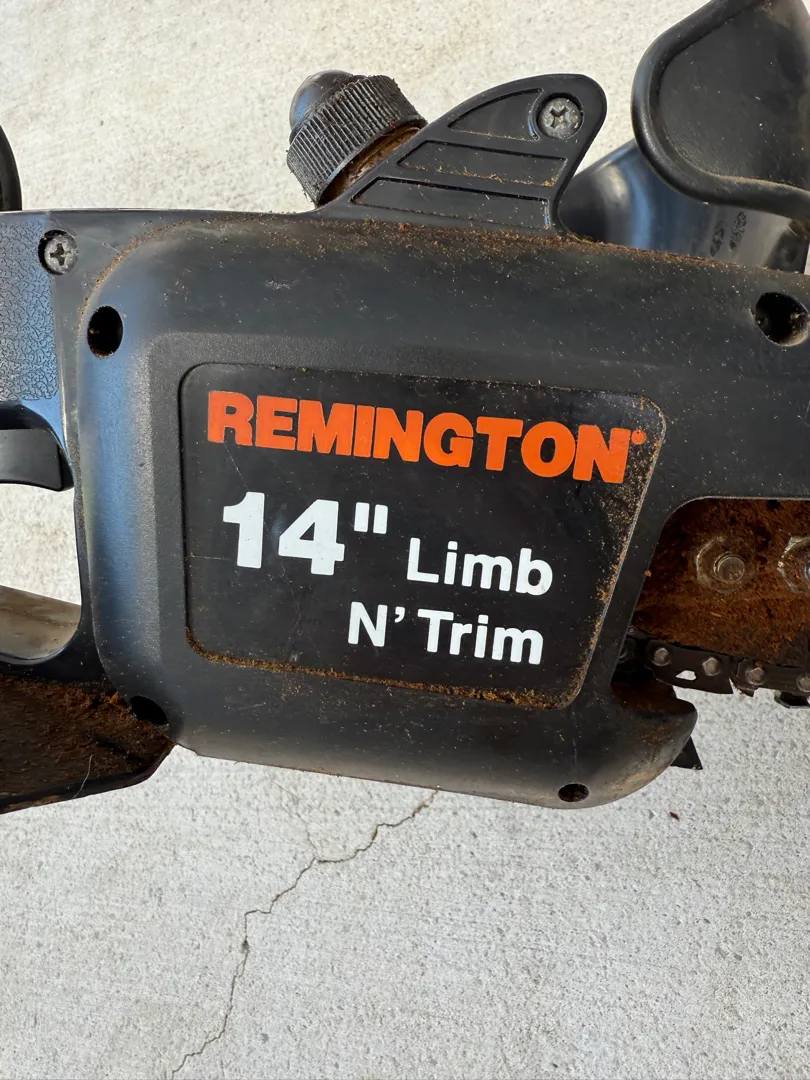 REMINGTON
14" Limb
N' Trim